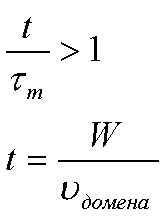 t/τ_m > 1
t = W/υ_домена